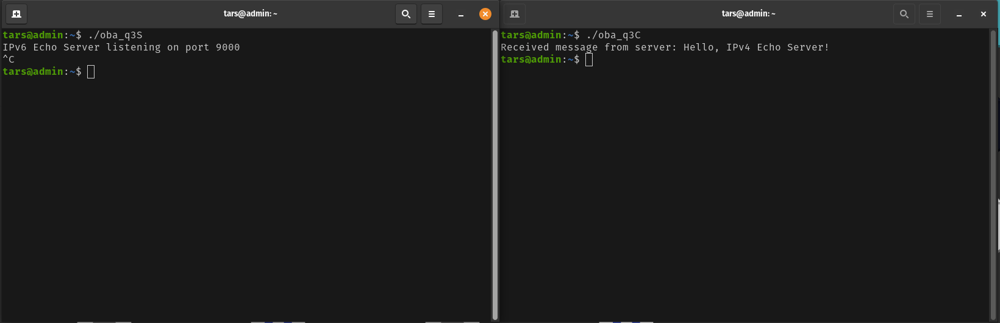 tars@admin: ~
tars@admin:~$ ./oba_q3S
IPv6 Echo Server listening on port 9000
^C
tars@admin:~$
tars@admin: ~
tars@admin:~$ ./oba_q3C
Received message from server: Hello, IPv4 Echo Server!
tars@admin:~$